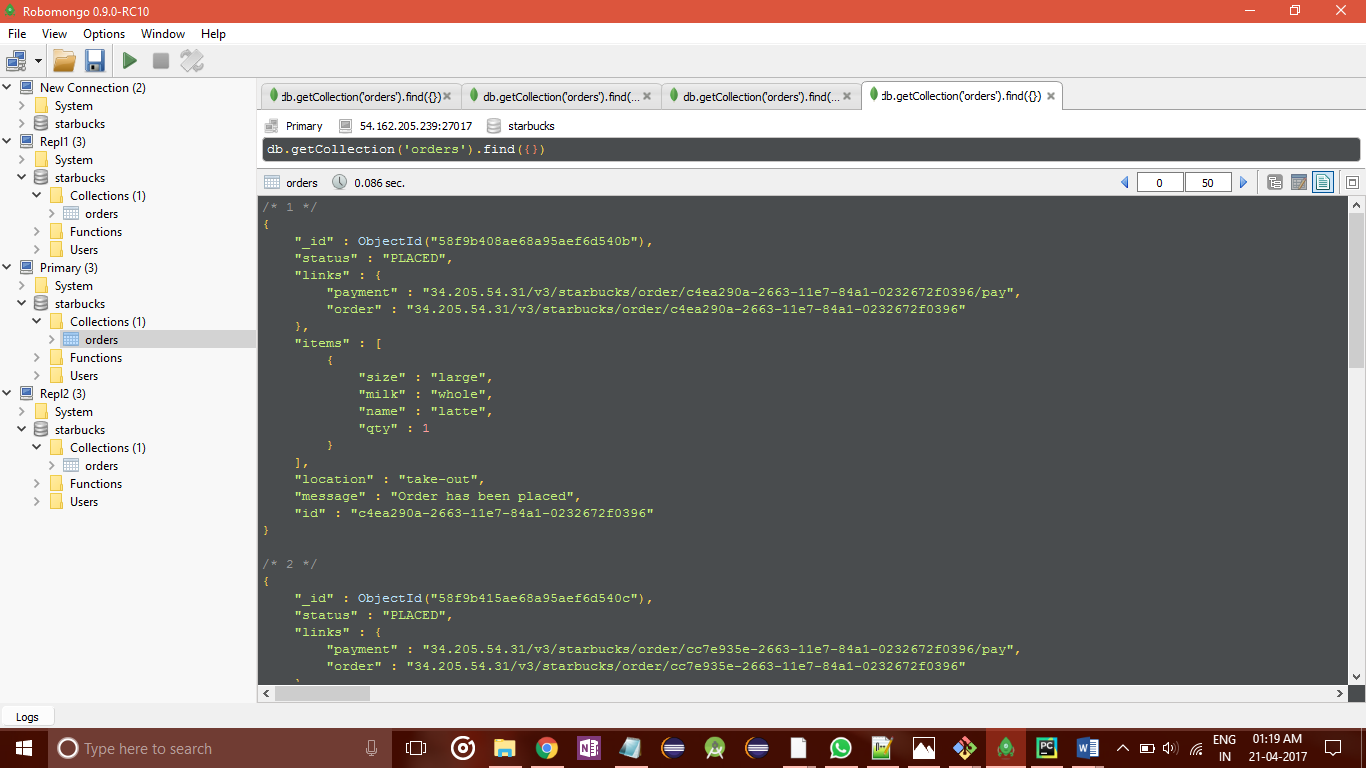 Robomongo 0.9.0-RC10
File View Options Window Help
New Connection (2)
System
starbucks
Repl1 (3)
System
starbucks
Collections (1)
orders
Functions
Users
Primary (3)
System
starbucks
Collections (1)
orders
Functions
Users
Repl2 (3)
System
starbucks
Collections (1)
orders
Functions
Users
db.getCollection('orders').find({}) db.getCollection('orders').find(... db.getCollection('orders').find(... db.getCollection('orders').find({})
Primary 54.162.205.239:27017 starbucks
db.getCollection('orders').find({})
orders 0.086 sec. 0 50
/* 1 */
{
"_id" : ObjectId("58f9b408ae68a95aef6d540b"),
"status" : "PLACED",
"links" : {
"payment" : "34.205.54.31/v3/starbucks/order/c4ea290a-2663-11e7-84a1-0232672f0396/pay",
"order" : "34.205.54.31/v3/starbucks/order/c4ea290a-2663-11e7-84a1-0232672f0396"
},
"items" : [
{
"size" : "large",
"milk" : "whole",
"name" : "latte",
"qty" : 1
}
],
"location" : "take-out",
"message" : "Order has been placed",
"id" : "c4ea290a-2663-11e7-84a1-0232672f0396"
}
/* 2 */
{
"_id" : ObjectId("58f9b415ae68a95aef6d540c"),
"status" : "PLACED",
"links" : {
"payment" : "34.205.54.31/v3/starbucks/order/cc7e935e-2663-11e7-84a1-0232672f0396/pay",
"order" : "34.205.54.31/v3/starbucks/order/cc7e935e-2663-11e7-84a1-0232672f0396"
Logs
Type here to search
ENG
IN
01:19 AM
21-04-2017